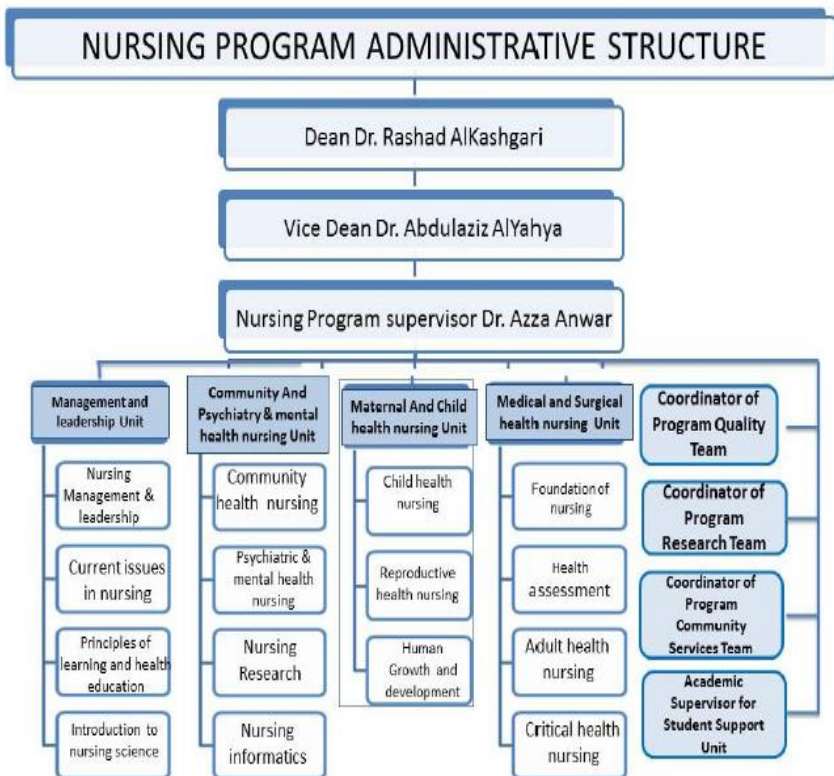 NURSING PROGRAM ADMINISTRATIVE STRUCTURE
Dean Dr. Rashad AlKashgari
Vice Dean Dr. Abdulaziz AlYahya
Nursing Program supervisor Dr. Azza Anwar
Management and
leadership Unit
Nursing
Management &
leadership
Current issues
in nursing
Principles of
learning and health
education
Introduction to
nursing science
Community And
Psychiatry & mental
health nursing Unit
Community
health nursing
Psychiatric &
mental health
nursing
Nursing
Research
Nursing
informatics
Maternal And Child
health nursing Unit
Child health
nursing
Reproductive
health nursing
Human
Growth and
development
Medical and Surgical
health nursing Unit
Foundation of
nursing
Health
assessment
Adult health
nursing
Critical health
nursing
Coordinator of
Program Quality
Team
Coordinator of
Program
Research Team
Coordinator of
Program
Community
Services Team
Academic
Supervisor for
Student Support
Unit